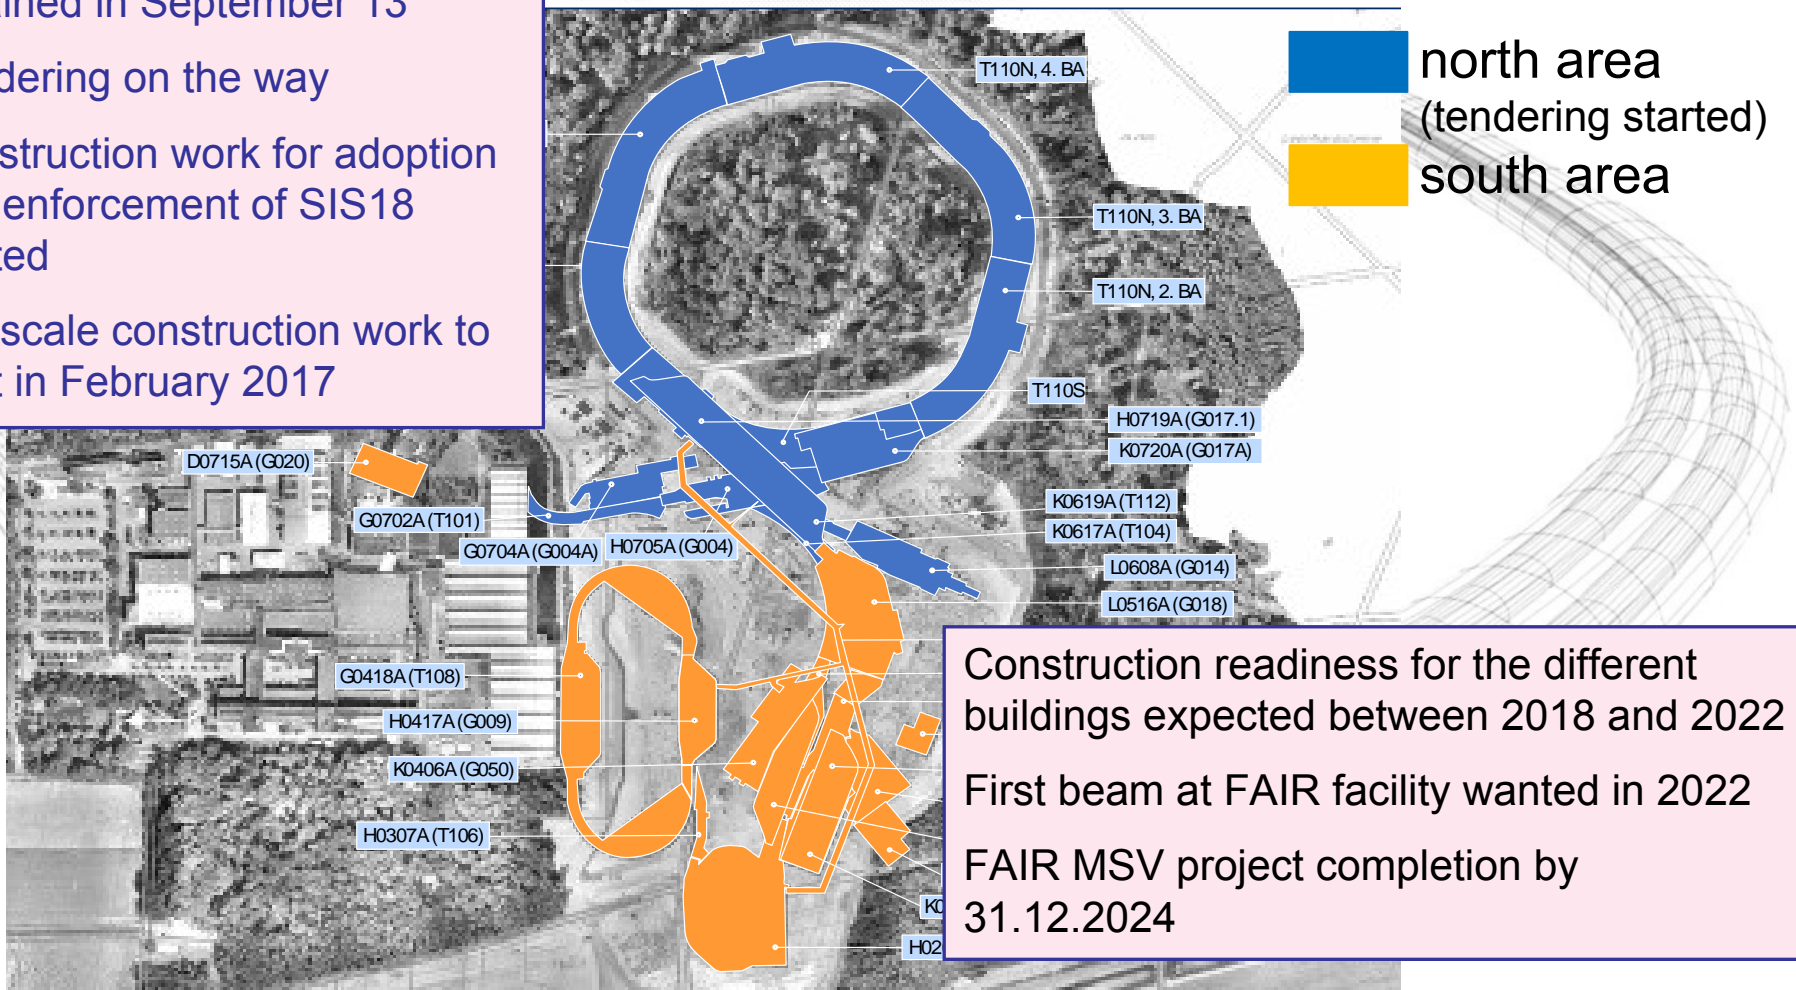 ained in September 13
dering on the way
struction work for adoption
enforcement of SIS18
ted
scale construction work to
t in February 2017
north area
(tendering started)
south area
T110N, 4. BA
T110N, 3. BA
T110N, 2. BA
T110S
H0719A (G017.1)
K0720A (G017A)
D0715A (G020)
G0702A (T101)
G0704A (G004A)
H0705A (G004)
K0619A (T112)
K0617A (T104)
L0608A (G014)
L0516A (G018)
G0418A (T108)
H0417A (G009)
K0406A (G050)
H0307A (T106)
K0
H02
Construction readiness for the different
buildings expected between 2018 and 2022
First beam at FAIR facility wanted in 2022
FAIR MSV project completion by
31.12.2024